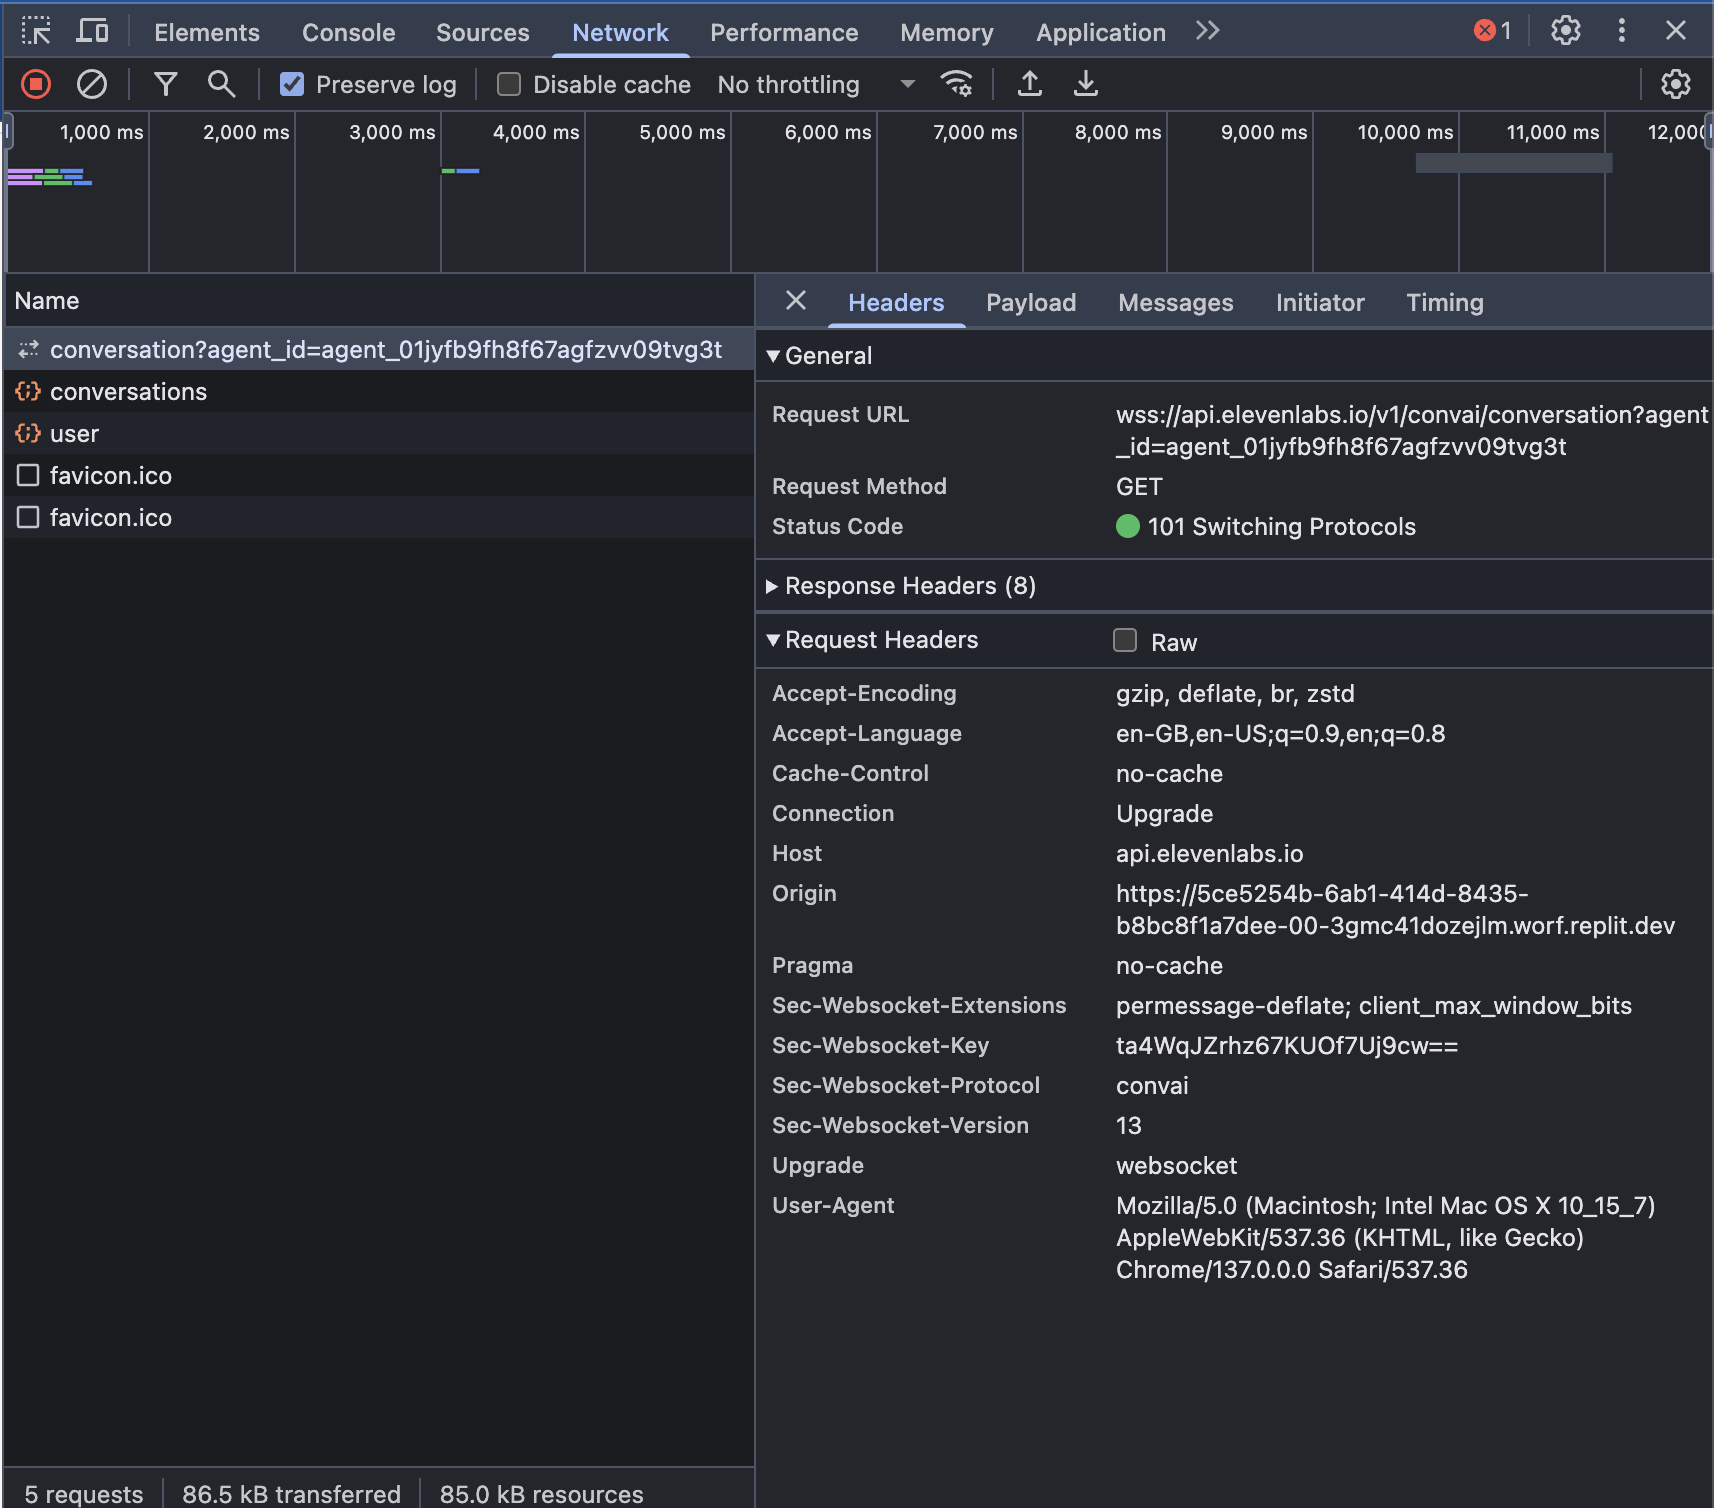 Elements Console Sources Network Performance Memory Application 1
Preserve log Disable cache No throttling
1,000 ms 2,000 ms 3,000 ms 4,000 ms 5,000 ms 6,000 ms 7,000 ms 8,000 ms 9,000 ms 10,000 ms 11,000 ms
Name
conversation?agent_id=agent_01jyfb9fh8f67agfzvv09tvg3t
conversations
user
favicon.ico
favicon.ico
5 requests 86.5 kB transferred 85.0 kB resources
Headers Payload Messages Initiator Timing
General
Request URL wss://api.elevenlabs.io/v1/convai/conversation?agent
_id=agent_01jyfb9fh8f67agfzvv09tvg3t
Request Method GET
Status Code 101 Switching Protocols
Response Headers (8)
Request Headers Raw
Accept-Encoding gzip, deflate, br, zstd
Accept-Language en-GB,en-US;q=0.9,en;q=0.8
Cache-Control no-cache
Connection Upgrade
Host api.elevenlabs.io
Origin https://5ce5254b-6ab1-414d-8435-
b8bc8f1a7dee-00-3gmc41dozejlm.worf.replit.dev
Pragma no-cache
Sec-Websocket-Extensions permessage-deflate; client_max_window_bits
Sec-Websocket-Key ta4WqJZrhz67KUOf7Uj9cw==
Sec-Websocket-Protocol convai
Sec-Websocket-Version 13
Upgrade websocket
User-Agent Mozilla/5.0 (Macintosh; Intel Mac OS X 10_15_7)
AppleWebKit/537.36 (KHTML, like Gecko)
Chrome/137.0.0.0 Safari/537.36